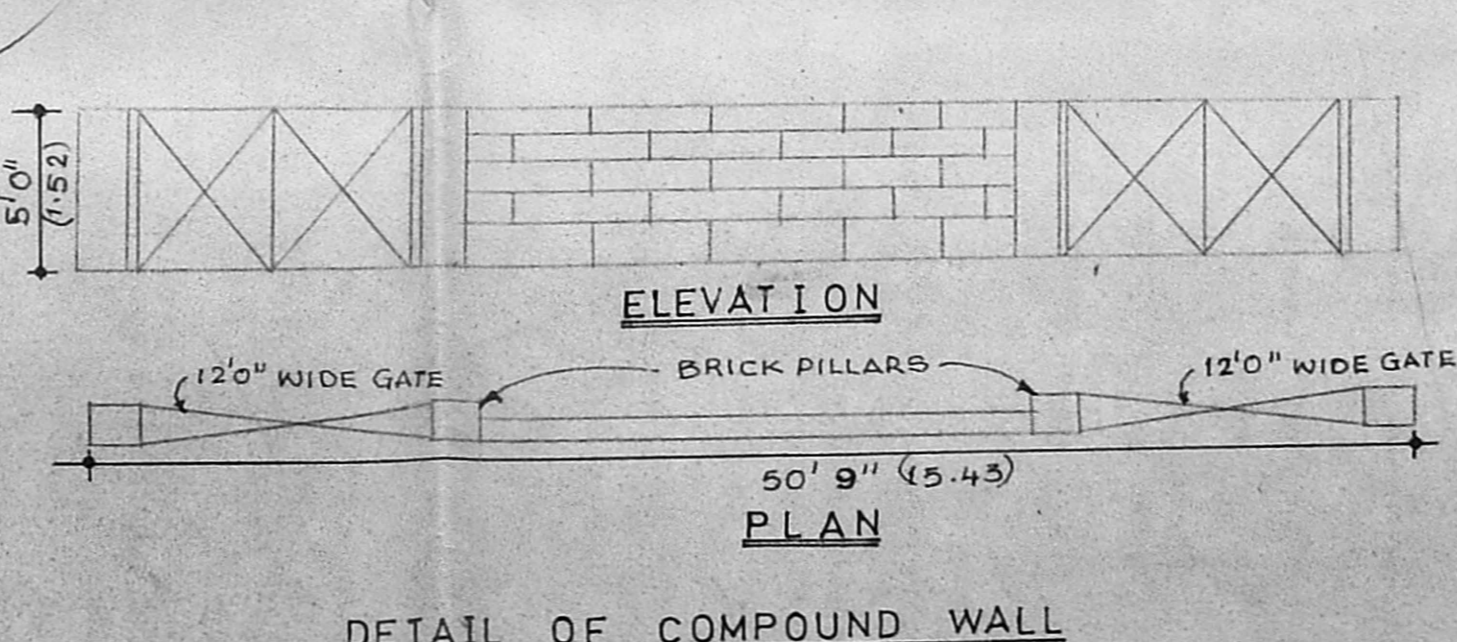 5'0"
(1.52)
ELEVATION
12'0" WIDE GATE
BRICK PILLARS
12'0" WIDE GATE
50' 9" (15.43)
PLAN
DETAIL OF COMPOUND WALL